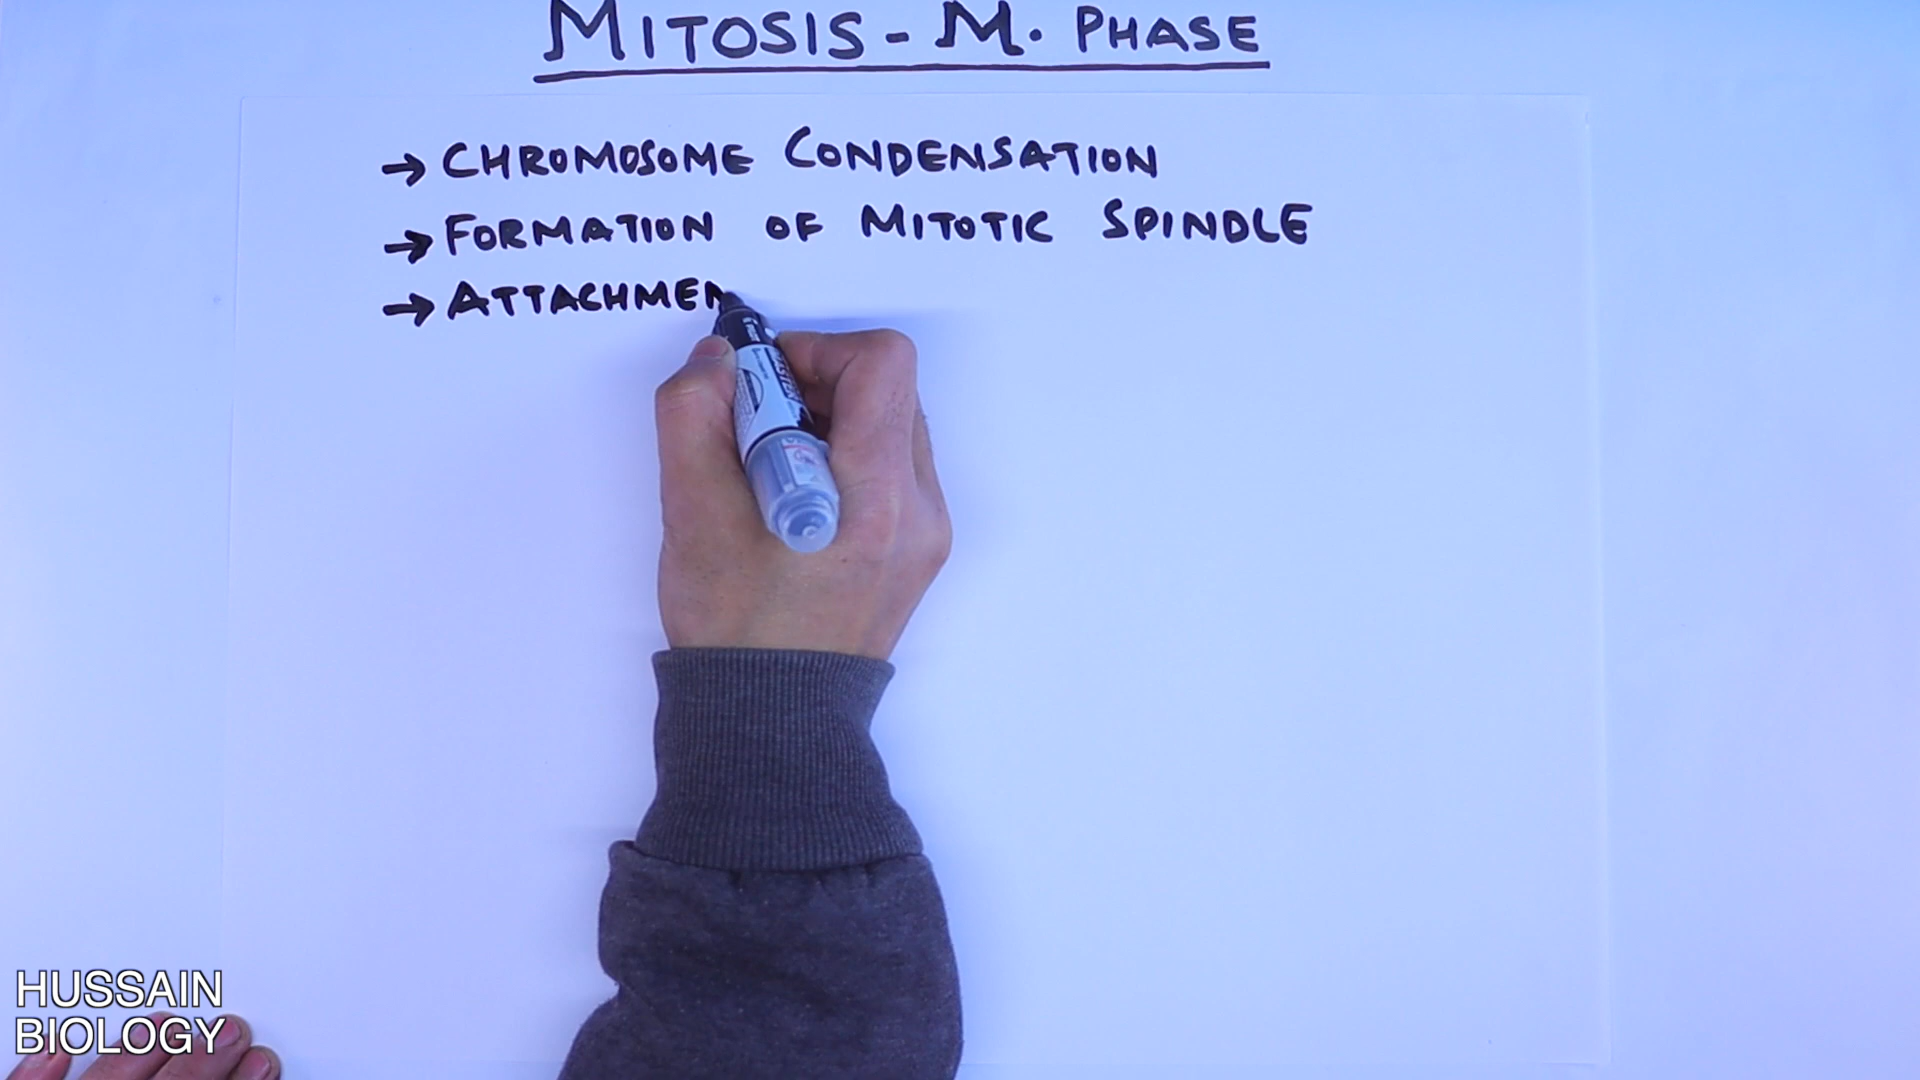 MITOSIS - M. PHASE
→ CHROMOSOME CONDENSATION
→ FORMATION OF MITOTIC SPINDLE
→ ATTACHMEN
HUSSAIN
BIOLOGY